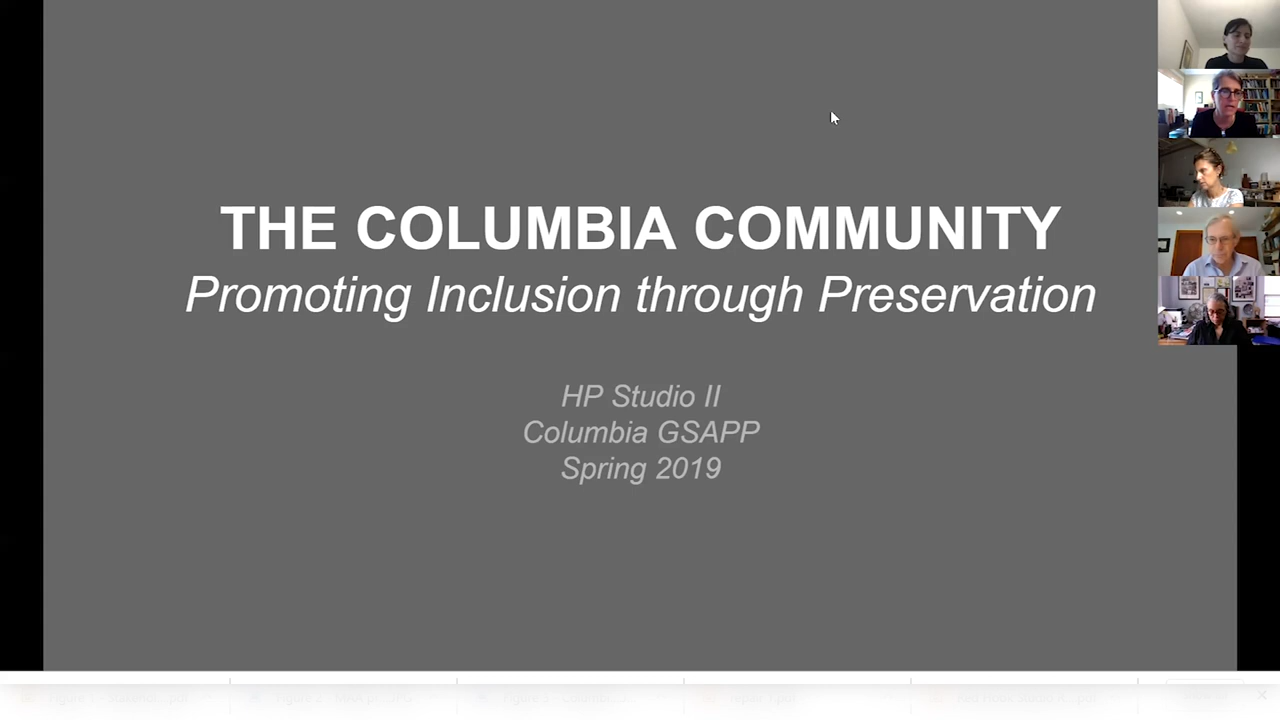 THE COLUMBIA COMMUNITY
Promoting Inclusion through Preservation
HP Studio II
Columbia GSAPP
Spring 2019